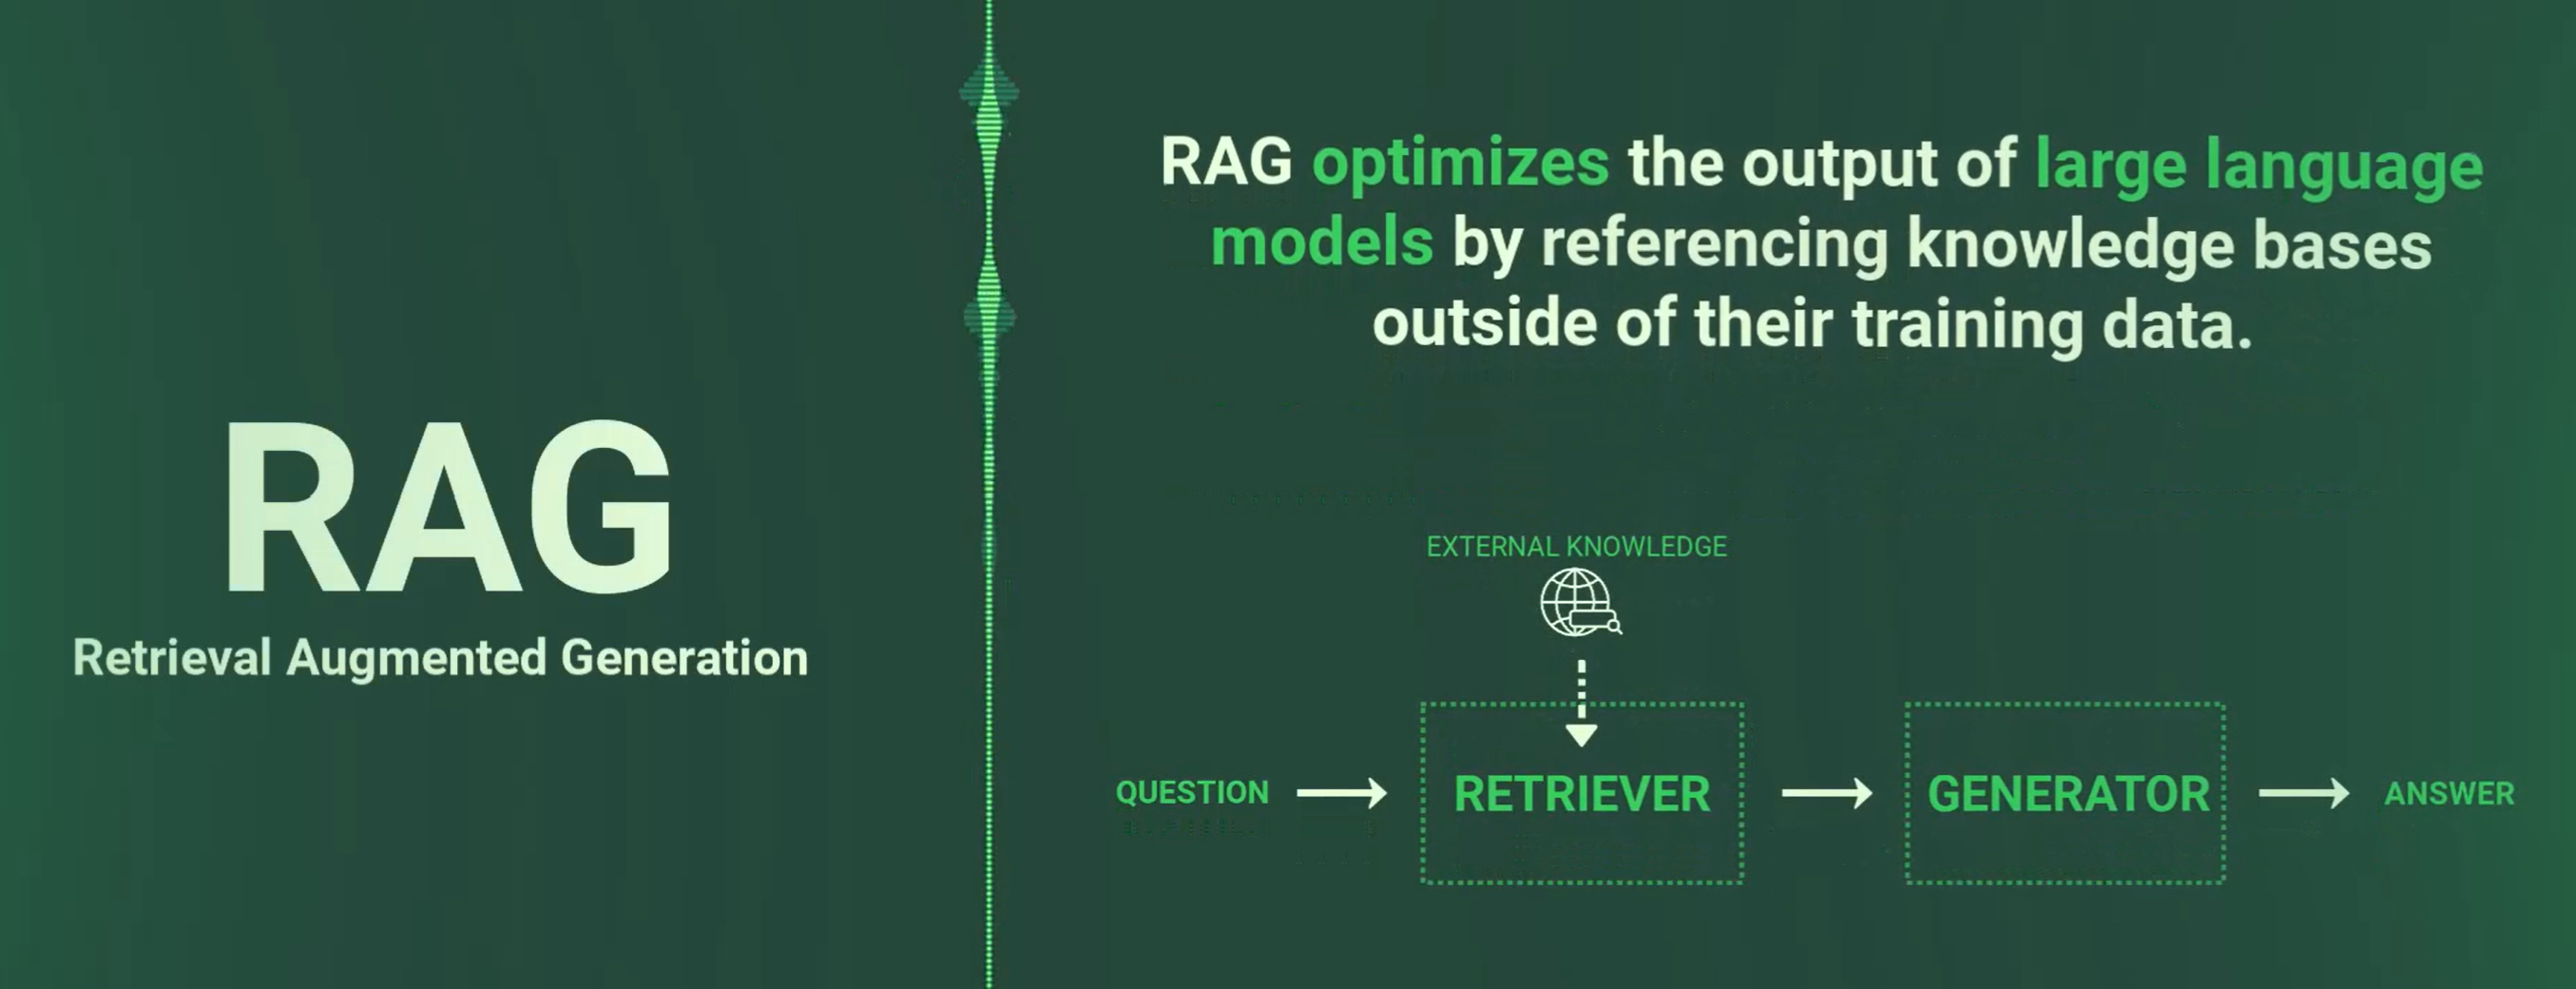 RAG
Retrieval Augmented Generation
RAG optimizes the output of large language
models by referencing knowledge bases
outside of their training data.
EXTERNAL KNOWLEDGE
QUESTION
RETRIEVER
GENERATOR
ANSWER